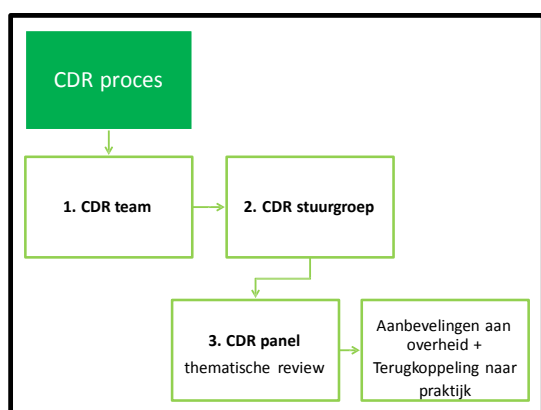 CDR proces
1. CDR team
2. CDR stuurgroep
3. CDR panel
thematische review
Aanbevelingen aan
overheid +
Terugkoppeling naar
praktijk